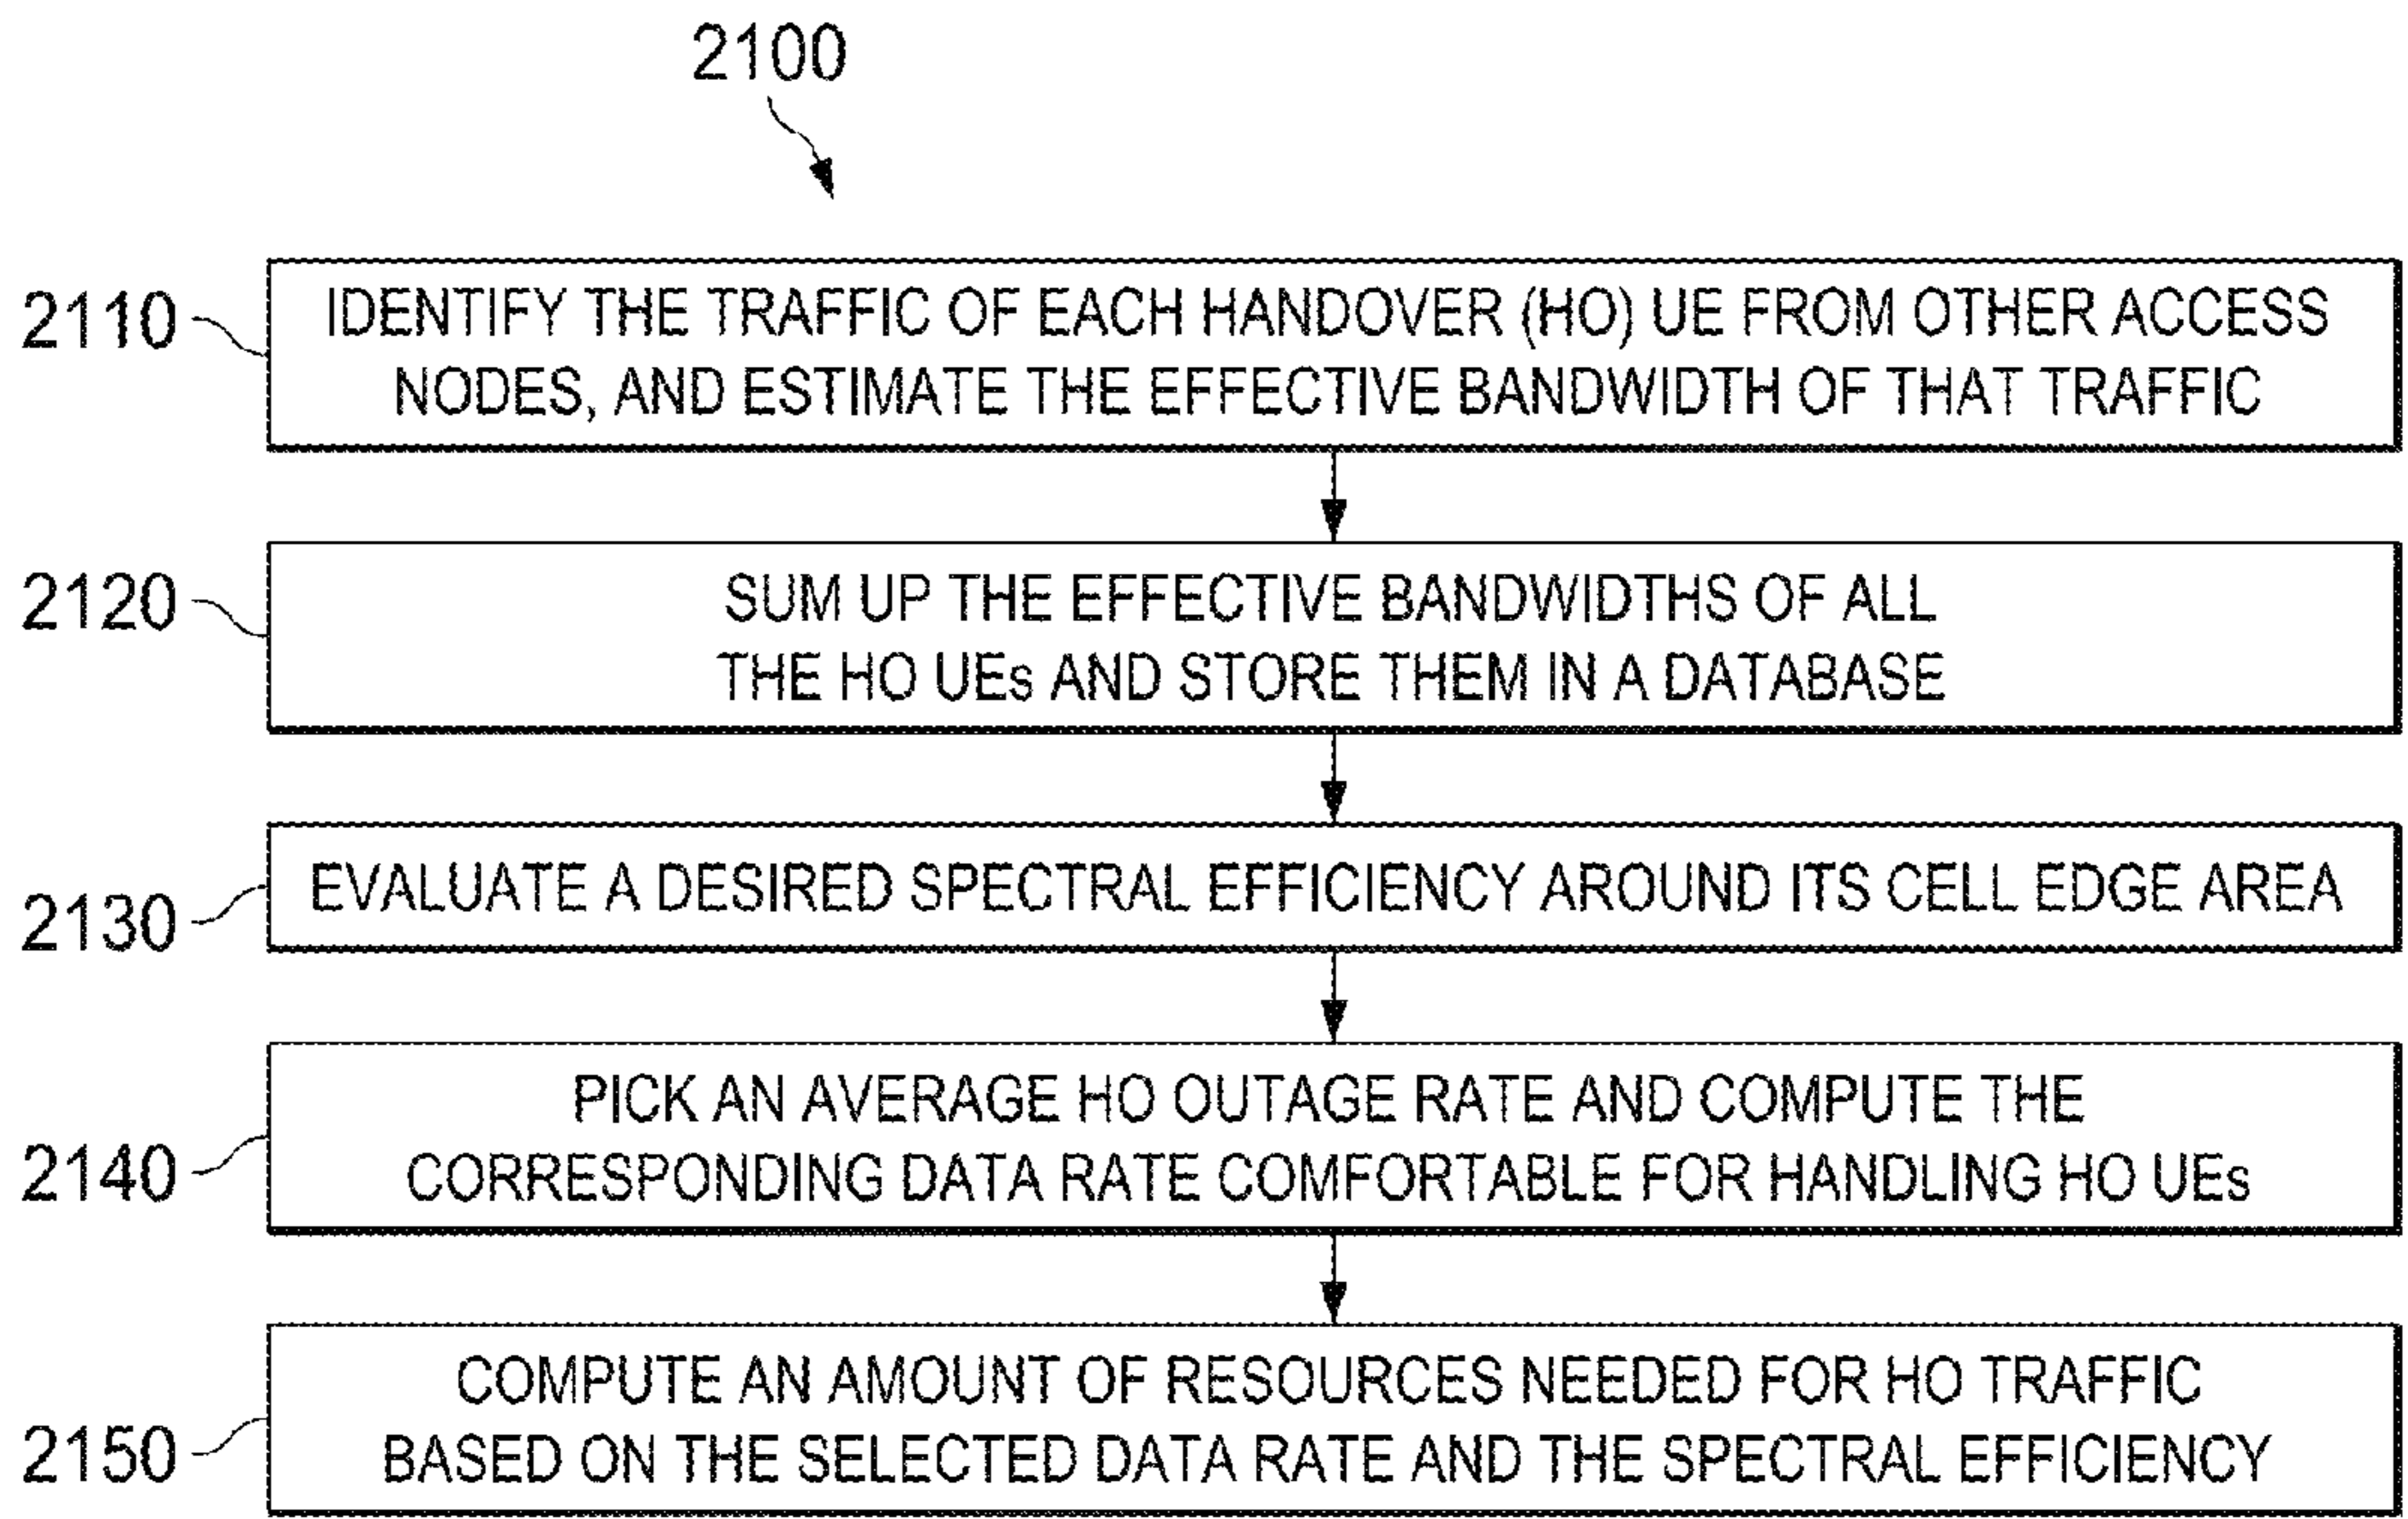 2100
2110
IDENTIFY THE TRAFFIC OF EACH HANDOVER (HO) UE FROM OTHER ACCESS
NODES, AND ESTIMATE THE EFFECTIVE BANDWIDTH OF THAT TRAFFIC
2120
SUM UP THE EFFECTIVE BANDWIDTHS OF ALL
THE HO UEs AND STORE THEM IN A DATABASE
2130
EVALUATE A DESIRED SPECTRAL EFFICIENCY AROUND ITS CELL EDGE AREA
2140
PICK AN AVERAGE HO OUTAGE RATE AND COMPUTE THE
CORRESPONDING DATA RATE COMFORTABLE FOR HANDLING HO UEs
2150
COMPUTE AN AMOUNT OF RESOURCES NEEDED FOR HO TRAFFIC
BASED ON THE SELECTED DATA RATE AND THE SPECTRAL EFFICIENCY